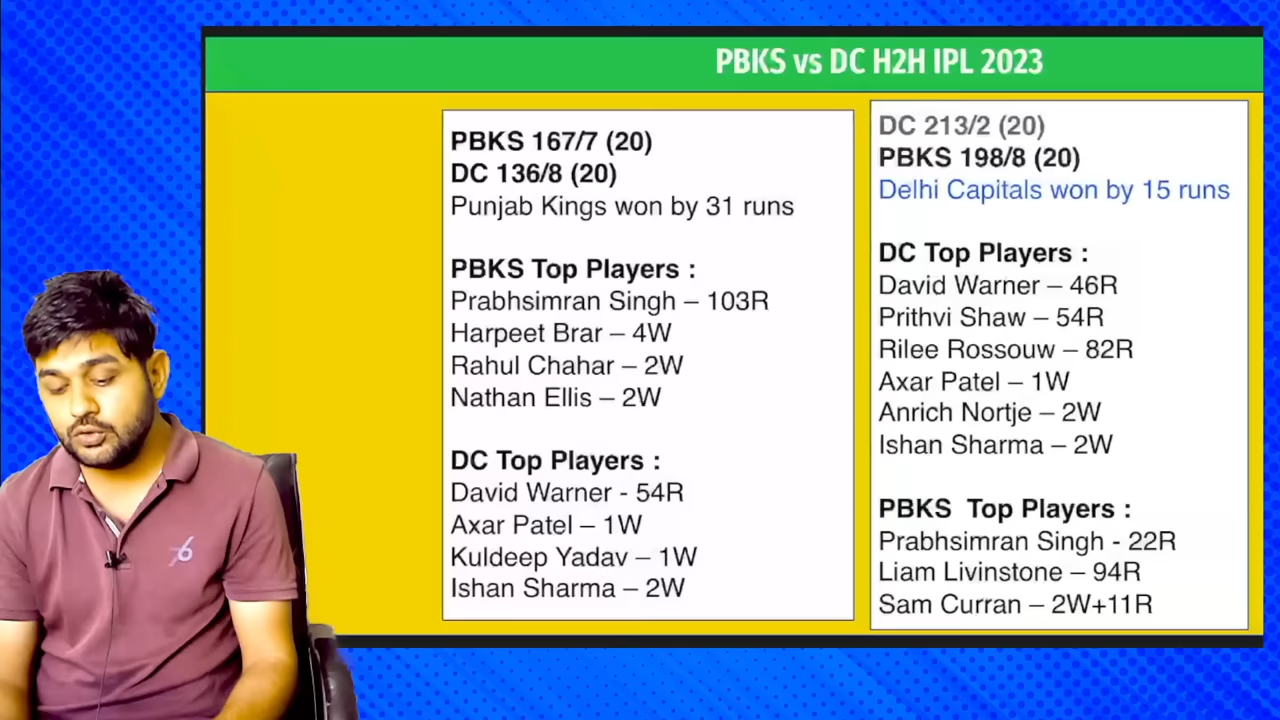 PBKS vs DC H2H IPL 2023
PBKS 167/7 (20)
DC 136/8 (20)
Punjab Kings won by 31 runs
PBKS Top Players :
Prabhsimran Singh – 103R
Harpeet Brar – 4W
Rahul Chahar – 2W
Nathan Ellis – 2W
DC Top Players :
David Warner - 54R
Axar Patel – 1W
Kuldeep Yadav – 1W
Ishan Sharma – 2W
DC 213/2 (20)
PBKS 198/8 (20)
Delhi Capitals won by 15 runs
DC Top Players :
David Warner – 46R
Prithvi Shaw – 54R
Rilee Rossouw – 82R
Axar Patel – 1W
Anrich Nortje – 2W
Ishan Sharma – 2W
PBKS Top Players :
Prabhsimran Singh - 22R
Liam Livinstone – 94R
Sam Curran – 2W+11R